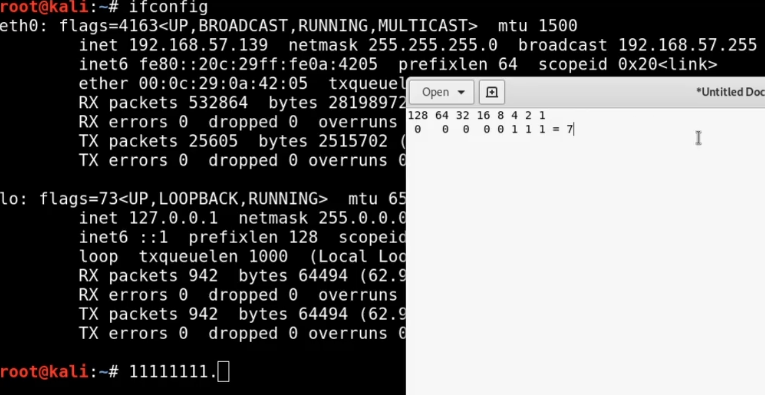 root@kali:~# ifconfig
eth0: flags=4163<UP,BROADCAST,RUNNING,MULTICAST>  mtu 1500
inet 192.168.57.139  netmask 255.255.255.0  broadcast 192.168.57.255
inet6 fe80::20c:29ff:fe0a:4205  prefixlen 64  scopeid 0x20<link>
ether 00:0c:29:0a:42:05  txqueuel
RX packets 532864  bytes 28198972
RX errors 0  dropped 0  overruns
TX packets 25605  bytes 2515702 (
TX errors 0  dropped 0 overruns 0
lo: flags=73<UP,LOOPBACK,RUNNING>  mtu 65
inet 127.0.0.1  netmask 255.0.0.0
inet6 ::1  prefixlen 128  scopeid
loop  txqueuelen 1000  (Local Loo
RX packets 942  bytes 64494 (62.9
RX errors 0  dropped 0  overruns
TX packets 942  bytes 64494 (62.9
TX errors 0  dropped 0 overruns 0
root@kali:~# 11111111.
Open
*Untitled Doc
128 64 32 16 8 4 2 1
0 0 0 0 0 1 1 1 = 7